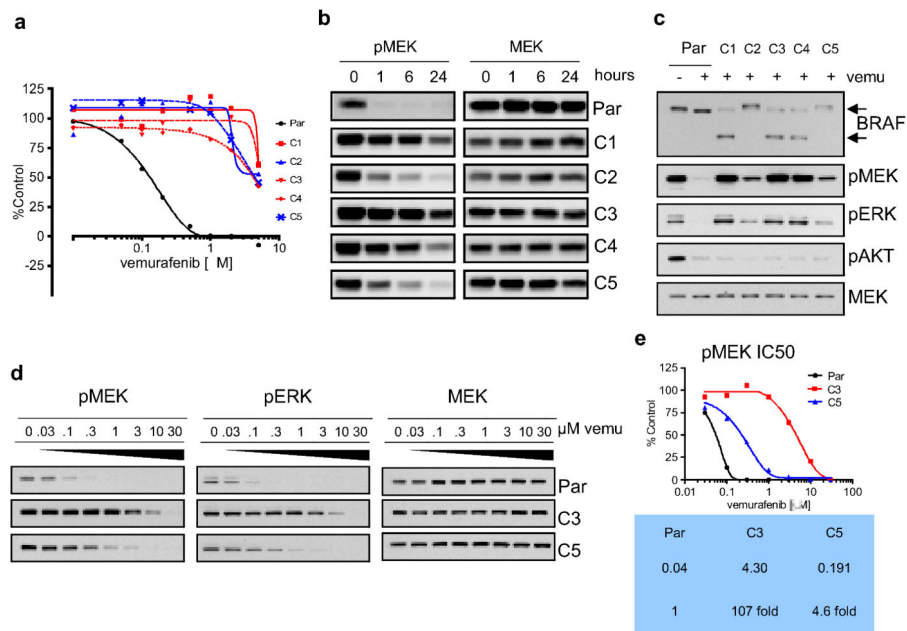 a
125
100
75
50
25
0
-25
%Control
0.1
1
10
vemurafenib [ M]
Par
C1
C2
C3
C4
C5
b
pMEK MEK
0 1 6 24 0 1 6 24 hours
Par
C1
C2
C3
C4
C5
c
Par C1 C2 C3 C4 C5
- + + + + + + vemu
BRAF
pMEK
pERK
pAKT
MEK
d
pMEK pERK MEK
0 .03 .1 .3 1 3 10 30 0 .03 .1 .3 1 3 10 30 0 .03 .1 .3 1 3 10 30 µM vemu
Par
C3
C5
e
pMEK IC50
125
100
75
50
25
0
% Control
0.01 0.1 1 10 100
vemurafenib [µM]
Par
C3
C5
Par C3 C5
0.04 4.30 0.191
1 107 fold 4.6 fold